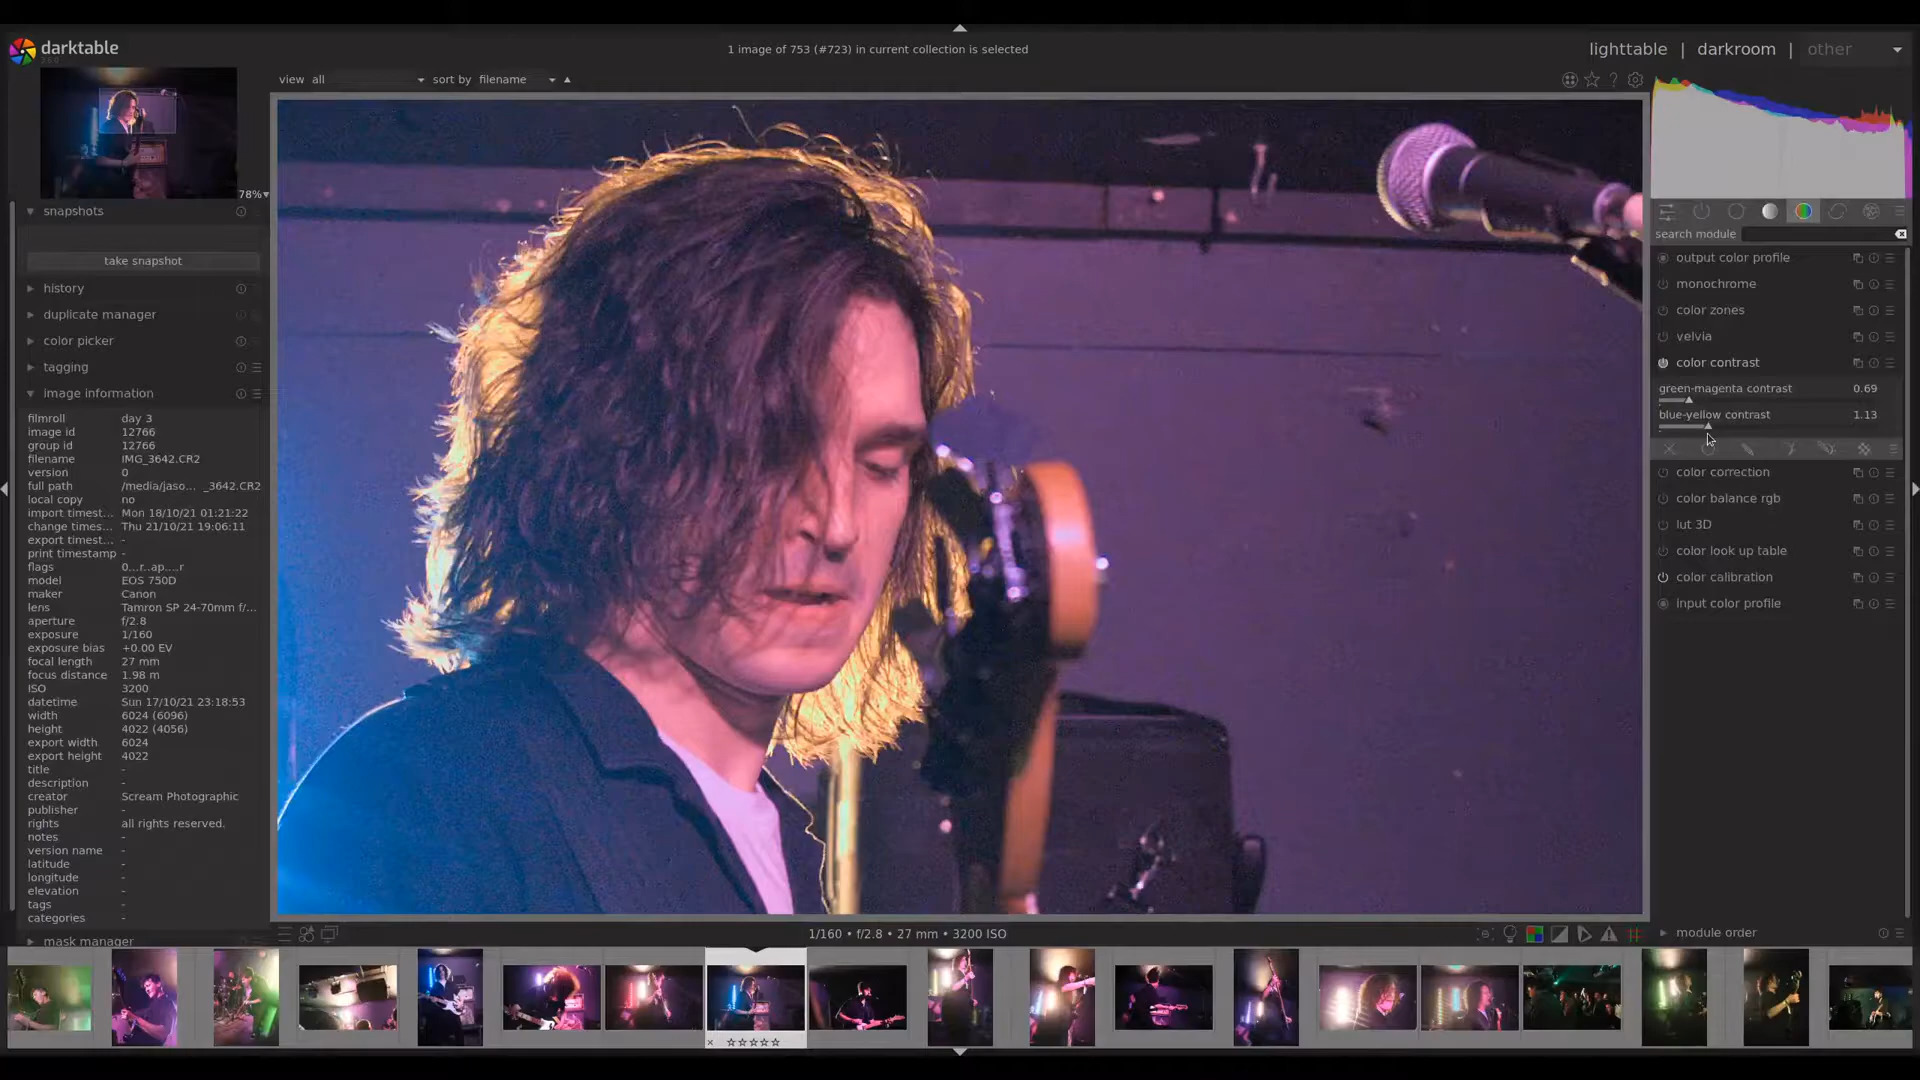 darktable
1 image of 753 (#723) in current collection is selected
lighttable | darkroom | other
view all
sort by filename
78%
snapshots
take snapshot
history
duplicate manager
color picker
tagging
image information
filmroll day 3
image id 12766
group id 12766
filename IMG_3642.CR2
version 0
full path /media/jaso... _3642.CR2
local copy no
import timest... Mon 18/10/21 01:21:22
change times... Thu 21/10/21 19:06:11
export timest... -
print timestamp -
flags 0...r..ap....r
model EOS 750D
maker Canon
lens Tamron SP 24-70mm f/...
aperture f/2.8
exposure 1/160
exposure bias +0.00 EV
focal length 27 mm
focus distance 1.98 m
ISO 3200
datetime Sun 17/10/21 23:18:53
width 6024 (6096)
height 4022 (4056)
export width 6024
export height 4022
title -
description -
creator Scream Photographic
publisher -
rights all rights reserved.
notes -
version name -
latitude -
longitude -
elevation -
tags -
categories -
mask manager
search module
output color profile
monochrome
color zones
velvia
color contrast
green-magenta contrast 0.69
blue-yellow contrast 1.13
color correction
color balance rgb
lut 3D
color look up table
color calibration
input color profile
module order
1/160 • f/2.8 • 27 mm • 3200 ISO